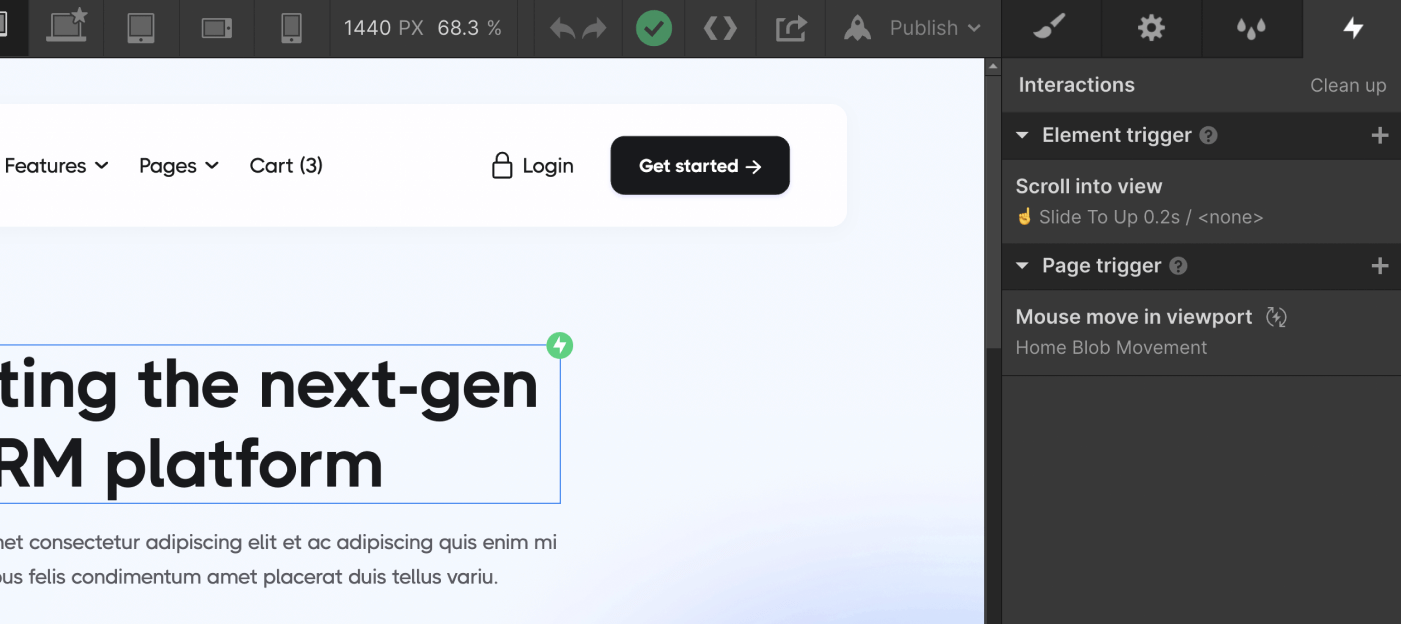 1440 PX 68.3 %
Publish
Features
Pages
Cart (3)
Login
Get started →
ting the next-gen
RM platform
net consectetur adipiscing elit et ac adipiscing quis enim mi
ous felis condimentum amet placerat duis tellus variu.
Interactions
Clean up
Element trigger
Scroll into view
☝ Slide To Up 0.2s / <none>
Page trigger
Mouse move in viewport
Home Blob Movement